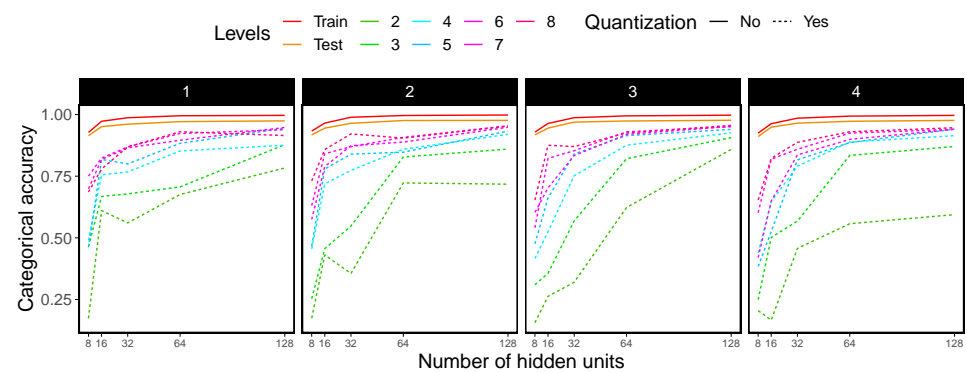 Levels Train 2 4 6 8 Quantization No Yes
Test 3 5 7
1 2 3 4
Categorical accuracy
1.00
0.75
0.50
0.25
8 16 32 64 128 8 16 32 64 128 8 16 32 64 128 8 16 32 64 128
Number of hidden units